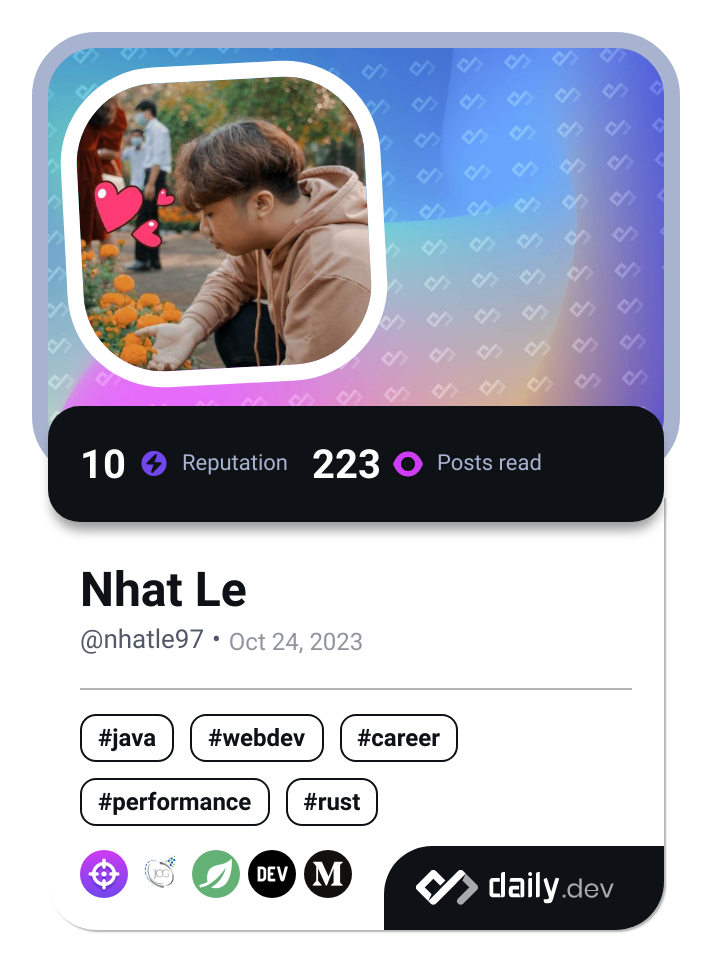 10 Reputation 223 Posts read
Nhat Le
@nhatle97 • Oct 24, 2023
#java #webdev #career
#performance #rust
JCG DEV M
daily.dev